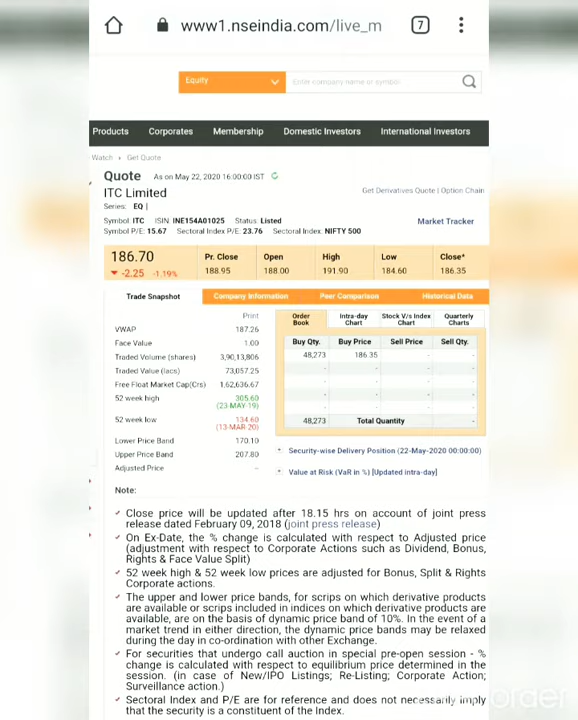 www1.nseindia.com/live_m 7
Equity Enter company name or symbol
Products Corporates Membership Domestic Investors International Investors
Watch › Get Quote
Quote As on May 22, 2020 16:00:00 IST
ITC Limited Get Derivatives Quote | Option Chain
Series: EQ |
Symbol: ITC ISIN: INE154A01025 Status: Listed Market Tracker
Symbol P/E: 15.67 Sectoral Index P/E: 23.76 Sectoral Index: NIFTY 500
186.70 Pr. Close Open High Low Close*
-2.25 -1.19% 188.95 188.00 191.90 184.60 186.35
Trade Snapshot Company Information Peer Comparison Historical Data
Print
VWAP 187.26
Face Value 1.00
Traded Volume (shares) 3,90,13,806
Traded Value (lacs) 73,057.25
Free Float Market Cap(Crs) 1,62,636.67
52 week high 305.60
(23-MAY-19)
52 week low 134.60
(13-MAR-20)
Lower Price Band 170.10
Upper Price Band 207.80
Adjusted Price -
Order Book Intra-day Chart Stock V/s Index Chart Quarterly Charts
Buy Qty. Buy Price Sell Price Sell Qty.
48,273 186.35 - -
- - -
- - -
- - -
- - -
48,273 Total Quantity -
+ Security-wise Delivery Position (22-May-2020 00:00:00)
+ Value at Risk (VaR in %) [Updated intra-day]
Note:
Close price will be updated after 18.15 hrs on account of joint press
release dated February 09, 2018 (joint press release)
On Ex-Date, the % change is calculated with respect to Adjusted price
(adjustment with respect to Corporate Actions such as Dividend, Bonus,
Rights & Face Value Split)
52 week high & 52 week low prices are adjusted for Bonus, Split & Rights
Corporate actions.
The upper and lower price bands, for scrips on which derivative products
are available or scrips included in indices on which derivative products are
available, are on the basis of dynamic price band of 10%. In the event of a
market trend in either direction, the dynamic price bands may be relaxed
during the day in co-ordination with other Exchange.
For securities that undergo call auction in special pre-open session - %
change is calculated with respect to equilibrium price determined in the
session. (in case of New/IPO Listings; Re-Listing; Corporate Action;
Surveillance action.)
Sectoral Index and P/E are for reference and does not necessarily imply
that the security is a constituent of the Index.